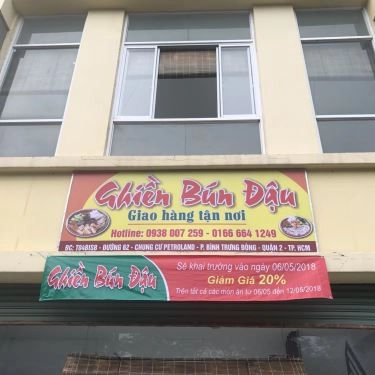 Ghiền Bún Đậu
Giao hàng tận nơi
Hotline: 0938 007 259 - 0166 664 1249
ĐC: T04B1SB - ĐƯỜNG 62 - CHUNG CƯ PETROLAND - P. BÌNH TRƯNG ĐÔNG - QUẬN 2 - TP. HCM
Ghiền Bún Đậu
Sẽ khai trương vào ngày 06/05/2018
Giảm Giá 20%
Trên tất cả các món ăn từ 06/05 đến 12/05/2018